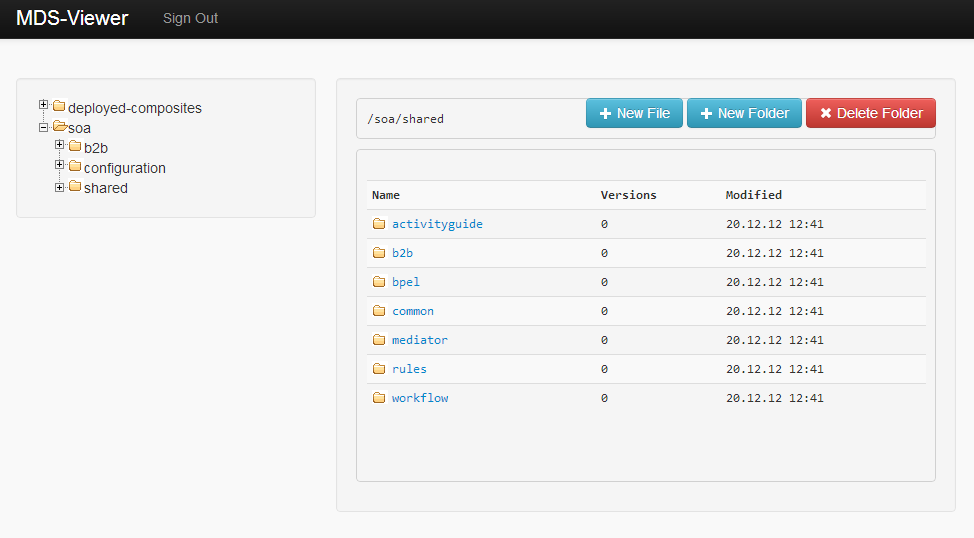 MDS-Viewer Sign Out
deployed-composites
soa
b2b
configuration
shared
/soa/shared New File New Folder Delete Folder
Name Versions Modified
activityguide 0 20.12.12 12:41
b2b 0 20.12.12 12:41
bpel 0 20.12.12 12:41
common 0 20.12.12 12:41
mediator 0 20.12.12 12:41
rules 0 20.12.12 12:41
workflow 0 20.12.12 12:41